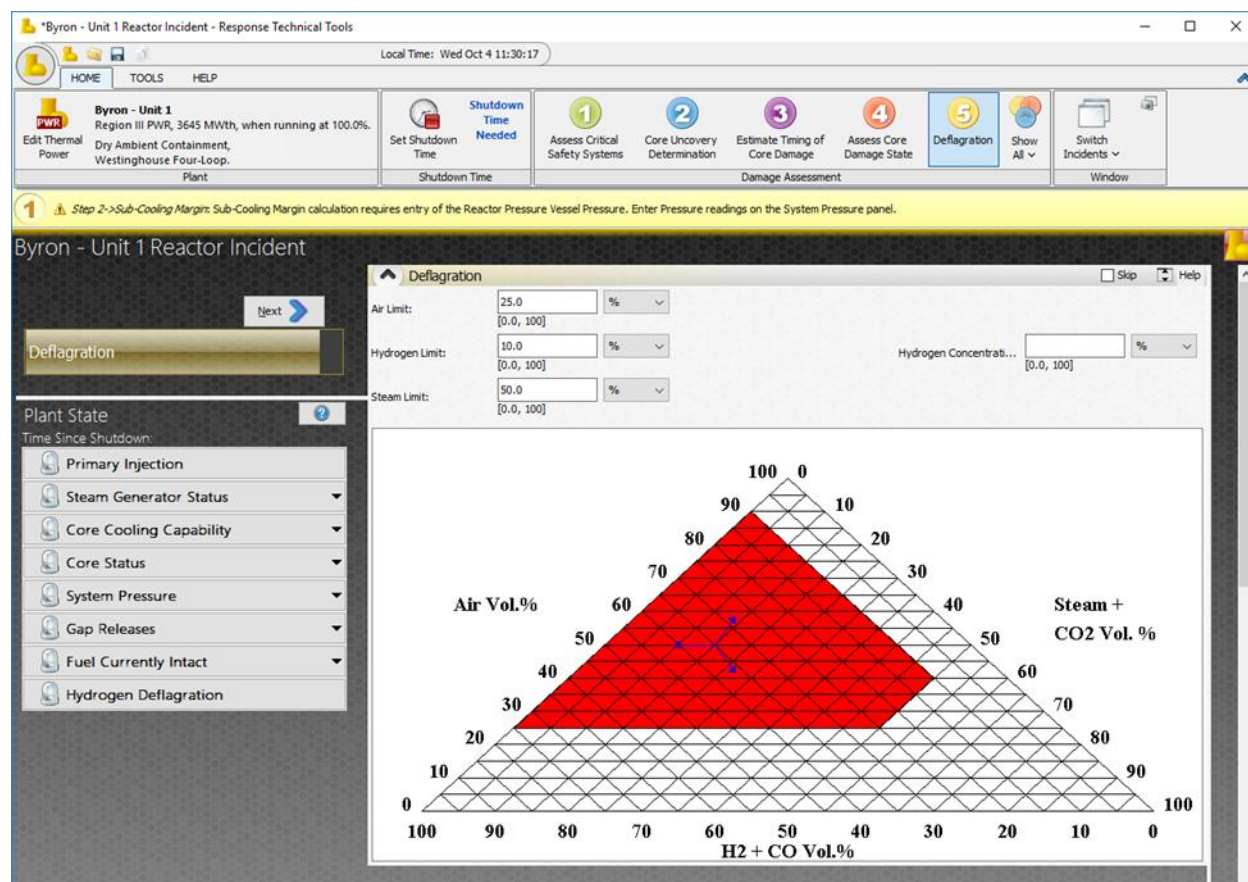 *Byron - Unit 1 Reactor Incident - Response Technical Tools
Local Time: Wed Oct 4 11:30:17
HOME TOOLS HELP
PWR
Edit Thermal
Power
Byron - Unit 1
Region III PWR, 3645 MWth, when running at 100.0%.
Dry Ambient Containment,
Westinghouse Four-Loop.
Plant
Set Shutdown
Time
Shutdown
Time
Needed
Shutdown Time
1
Assess Critical
Safety Systems
2
Core Uncovery
Determination
3
Estimate Timing of
Core Damage
4
Assess Core
Damage State
5
Deflagration
Show
All
Damage Assessment
Switch
Incidents
Window
1 Step 2->Sub-Cooling Margin: Sub-Cooling Margin calculation requires entry of the Reactor Pressure Vessel Pressure. Enter Pressure readings on the System Pressure panel.
Byron - Unit 1 Reactor Incident
Next
Deflagration
Plant State ?
Time Since Shutdown:
Primary Injection
Steam Generator Status
Core Cooling Capability
Core Status
System Pressure
Gap Releases
Fuel Currently Intact
Hydrogen Deflagration
Deflagration Skip Help
Air Limit: 25.0 %
[0.0, 100]
Hydrogen Limit: 10.0 % Hydrogen Concentrati... %
[0.0, 100] [0.0, 100]
Steam Limit: 50.0 %
[0.0, 100]
100 0
90 10
80 20
70 30
Air Vol.% 60 40 Steam +
50 50 CO2 Vol. %
40 60
30 70
20 80
10 90
0 100
100 90 80 70 60 50 40 30 20 10 0
H2 + CO Vol.%